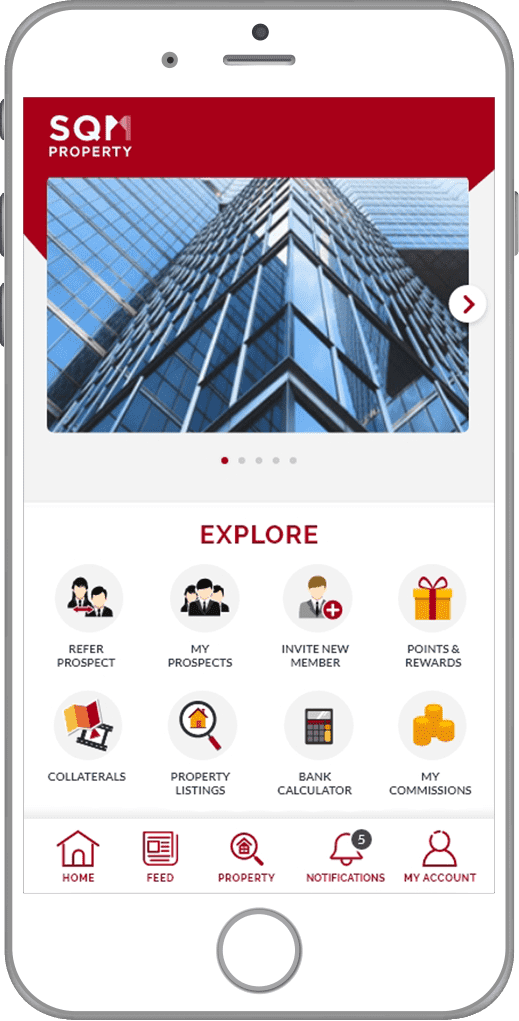 SQM
PROPERTY
EXPLORE
REFER
PROSPECT
MY
PROSPECTS
INVITE NEW
MEMBER
POINTS &
REWARDS
COLLATERALS
PROPERTY
LISTINGS
BANK
CALCULATOR
MY
COMMISSIONS
5
HOME
FEED
PROPERTY
NOTIFICATIONS
MY ACCOUNT